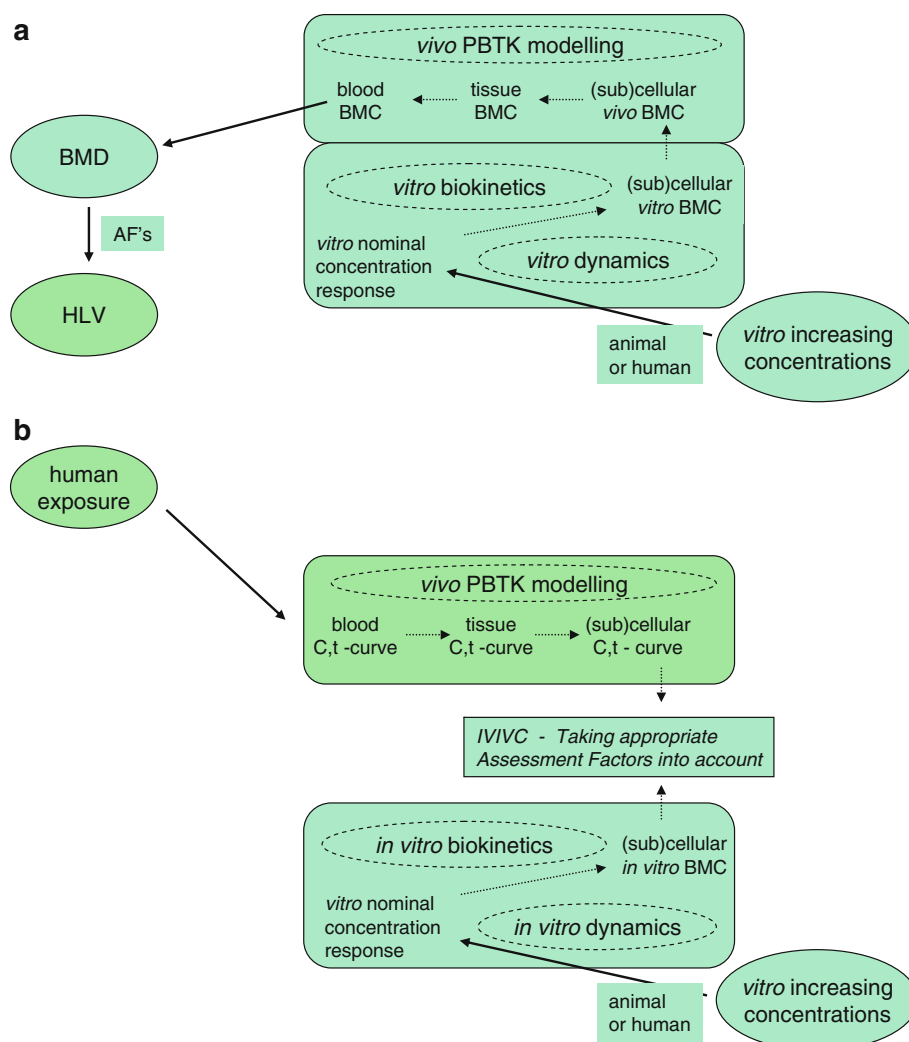 a
vivo PBTK modelling
blood
BMC
tissue
BMC
(sub)cellular
vivo BMC
BMD
AF's
HLV
vitro biokinetics
(sub)cellular
vitro BMC
vitro nominal
concentration
response
vitro dynamics
animal
or human
vitro increasing
concentrations
b
human
exposure
vivo PBTK modelling
blood
C,t -curve
tissue
C,t -curve
(sub)cellular
C,t - curve
IVIVC - Taking appropriate
Assessment Factors into account
in vitro biokinetics
(sub)cellular
in vitro BMC
vitro nominal
concentration
response
in vitro dynamics
animal
or human
vitro increasing
concentrations